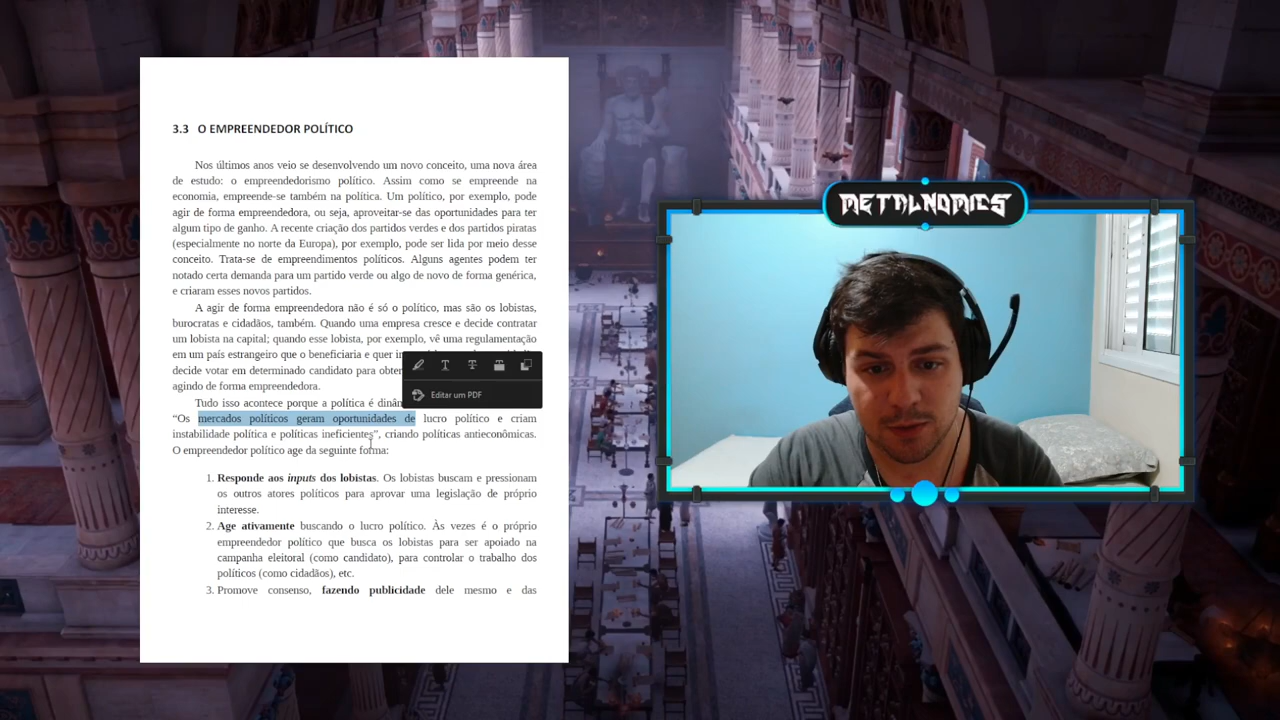 3.3 O EMPREENDEDOR POLÍTICO
Nos últimos anos veio se desenvolvendo um novo conceito, uma nova área
de estudo: o empreendedorismo político. Assim como se empreende na
economia, empreende-se também na política. Um político, por exemplo, pode
agir de forma empreendedora, ou seja, aproveitar-se das oportunidades para ter
algum tipo de ganho. A recente criação dos partidos verdes e dos partidos piratas
(especialmente no norte da Europa), por exemplo, pode ser lida por meio desse
conceito. Trata-se de empreendimentos políticos. Alguns agentes podem ter
notado certa demanda para um partido verde ou algo de novo de forma genérica,
e criaram esses novos partidos.
A agir de forma empreendedora não é só o político, mas são os lobistas,
burocratas e cidadãos, também. Quando uma empresa cresce e decide contratar
um lobista na capital; quando esse lobista, por exemplo, vê uma regulamentação
em um país estrangeiro que o beneficiaria e quer
decide votar em determinado candidato para
agindo de forma empreendedora.
Tudo isso acontece porque a política é
“Os mercados políticos geram oportunidades de lucro político e criam
instabilidade política e políticas ineficientes”, criando políticas antieconômicas.
O empreendedor político age da seguinte forma:
1. Responde aos inputs dos lobistas. Os lobistas buscam e pressionam
os outros atores políticos para aprovar uma legislação de próprio
interesse.
2. Age ativamente buscando o lucro político. Às vezes é o próprio
empreendedor político que busca os lobistas para ser apoiado na
campanha eleitoral (como candidato), para controlar o trabalho dos
políticos (como cidadãos), etc.
3. Promove consenso, fazendo publicidade dele mesmo e das
Editar um PDF
METALNOMICS